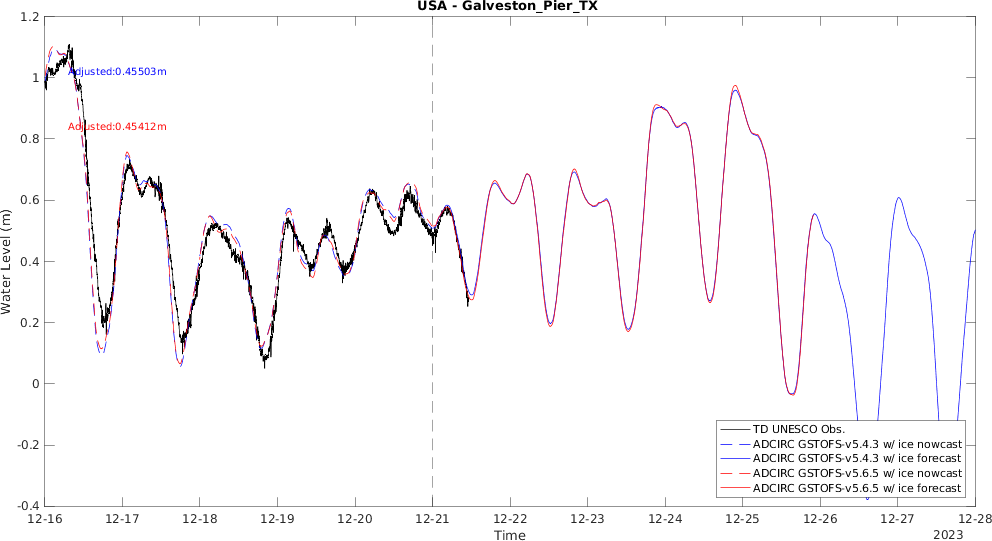 USA - Galveston_Pier_TX
1.2
1
0.8
0.6
0.4
0.2
0
-0.2
-0.4
Water Level (m)
Adjusted:0.45503m
Adjusted:0.45412m
TD UNESCO Obs.
ADCIRC GSTOFS-v5.4.3 w/ ice nowcast
ADCIRC GSTOFS-v5.4.3 w/ ice forecast
ADCIRC GSTOFS-v5.6.5 w/ ice nowcast
ADCIRC GSTOFS-v5.6.5 w/ ice forecast
12-16 12-17 12-18 12-19 12-20 12-21 12-22 12-23 12-24 12-25 12-26 12-27 12-28
Time
2023